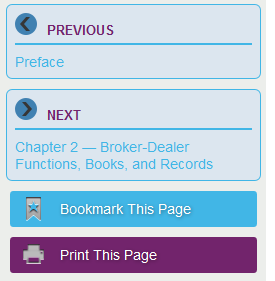 PREVIOUS
Preface
NEXT
Chapter 2 — Broker-Dealer
Functions, Books, and Records
Bookmark This Page
Print This Page